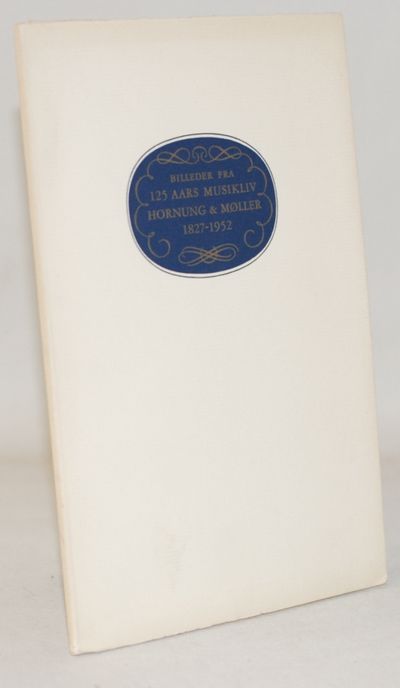 BILLEDER FRA
125 AARS MUSIKLIV
HORNUNG & MØLLER
1827-1952